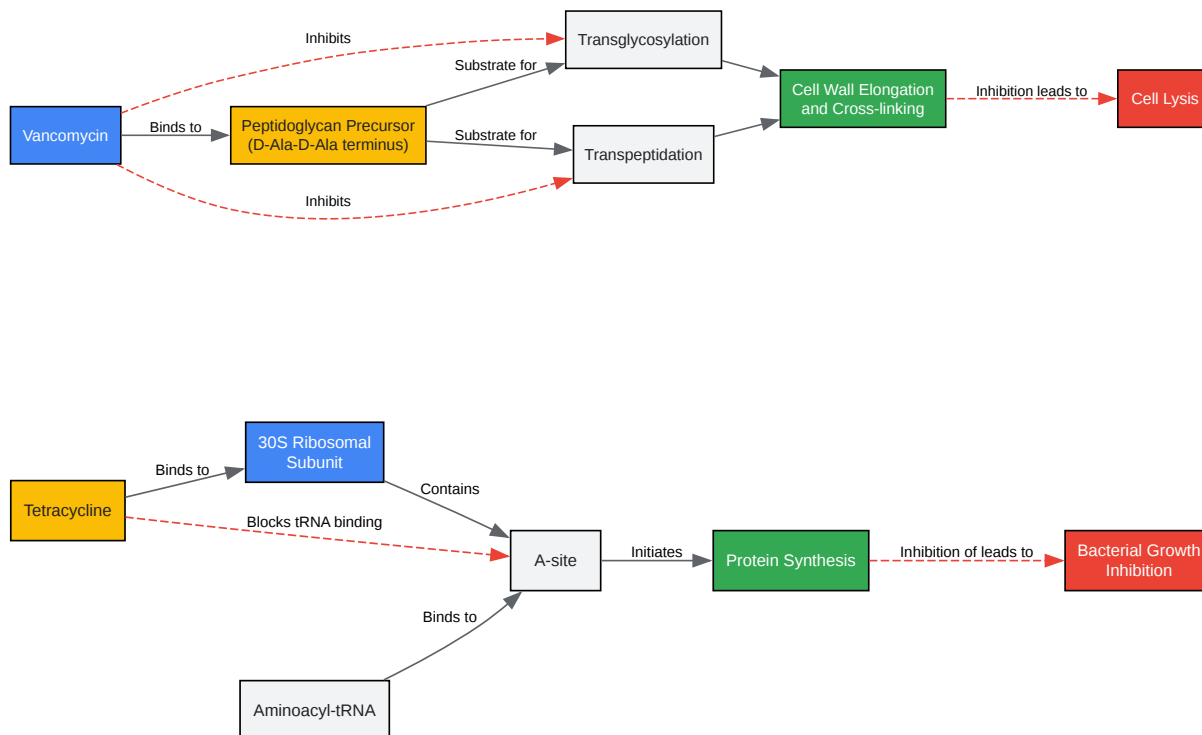 Inhibits
Transglycosylation
Substrate for
Vancomycin
Binds to
Peptidoglycan Precursor
(D-Ala-D-Ala terminus)
Substrate for
Transpeptidation
Inhibits
Cell Wall Elongation
and Cross-linking
Inhibition leads to
Cell Lysis
Tetracycline
Binds to
30S Ribosomal
Subunit
Contains
Blocks tRNA binding
A-site
Initiates
Protein Synthesis
Inhibition of leads to
Bacterial Growth
Inhibition
Binds to
Aminoacyl-tRNA